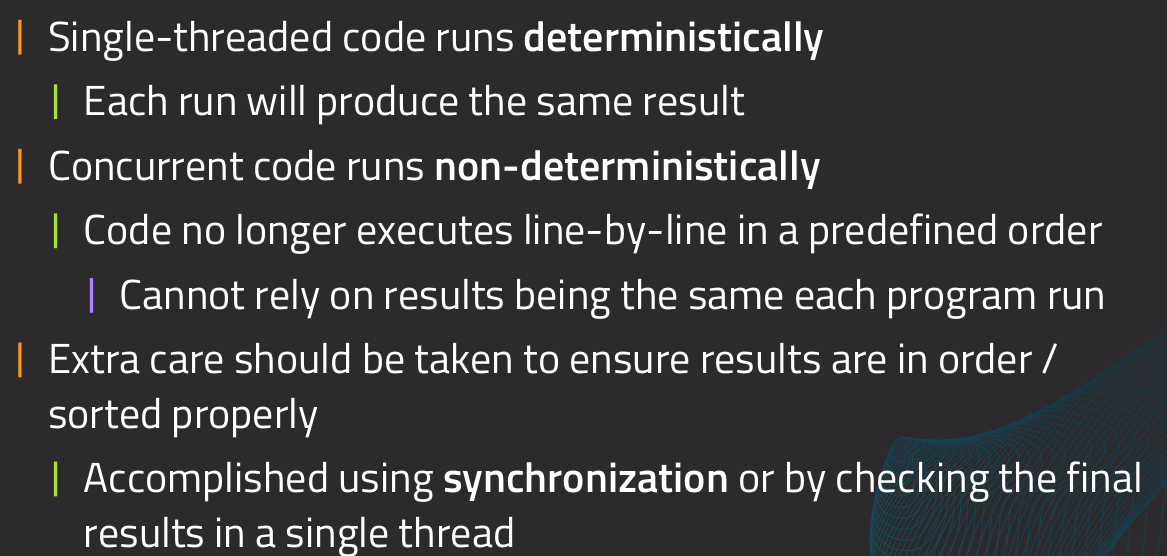 Single-threaded code runs deterministically
Each run will produce the same result
Concurrent code runs non-deterministically
Code no longer executes line-by-line in a predefined order
Cannot rely on results being the same each program run
Extra care should be taken to ensure results are in order /
sorted properly
Accomplished using synchronization or by checking the final
results in a single thread